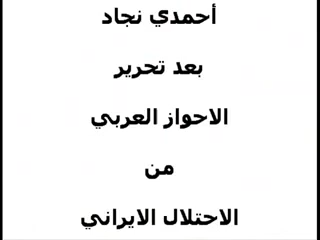 أحمدي نجاد
بعد تحرير
الاحواز العربي
من
الاحتلال الايراني